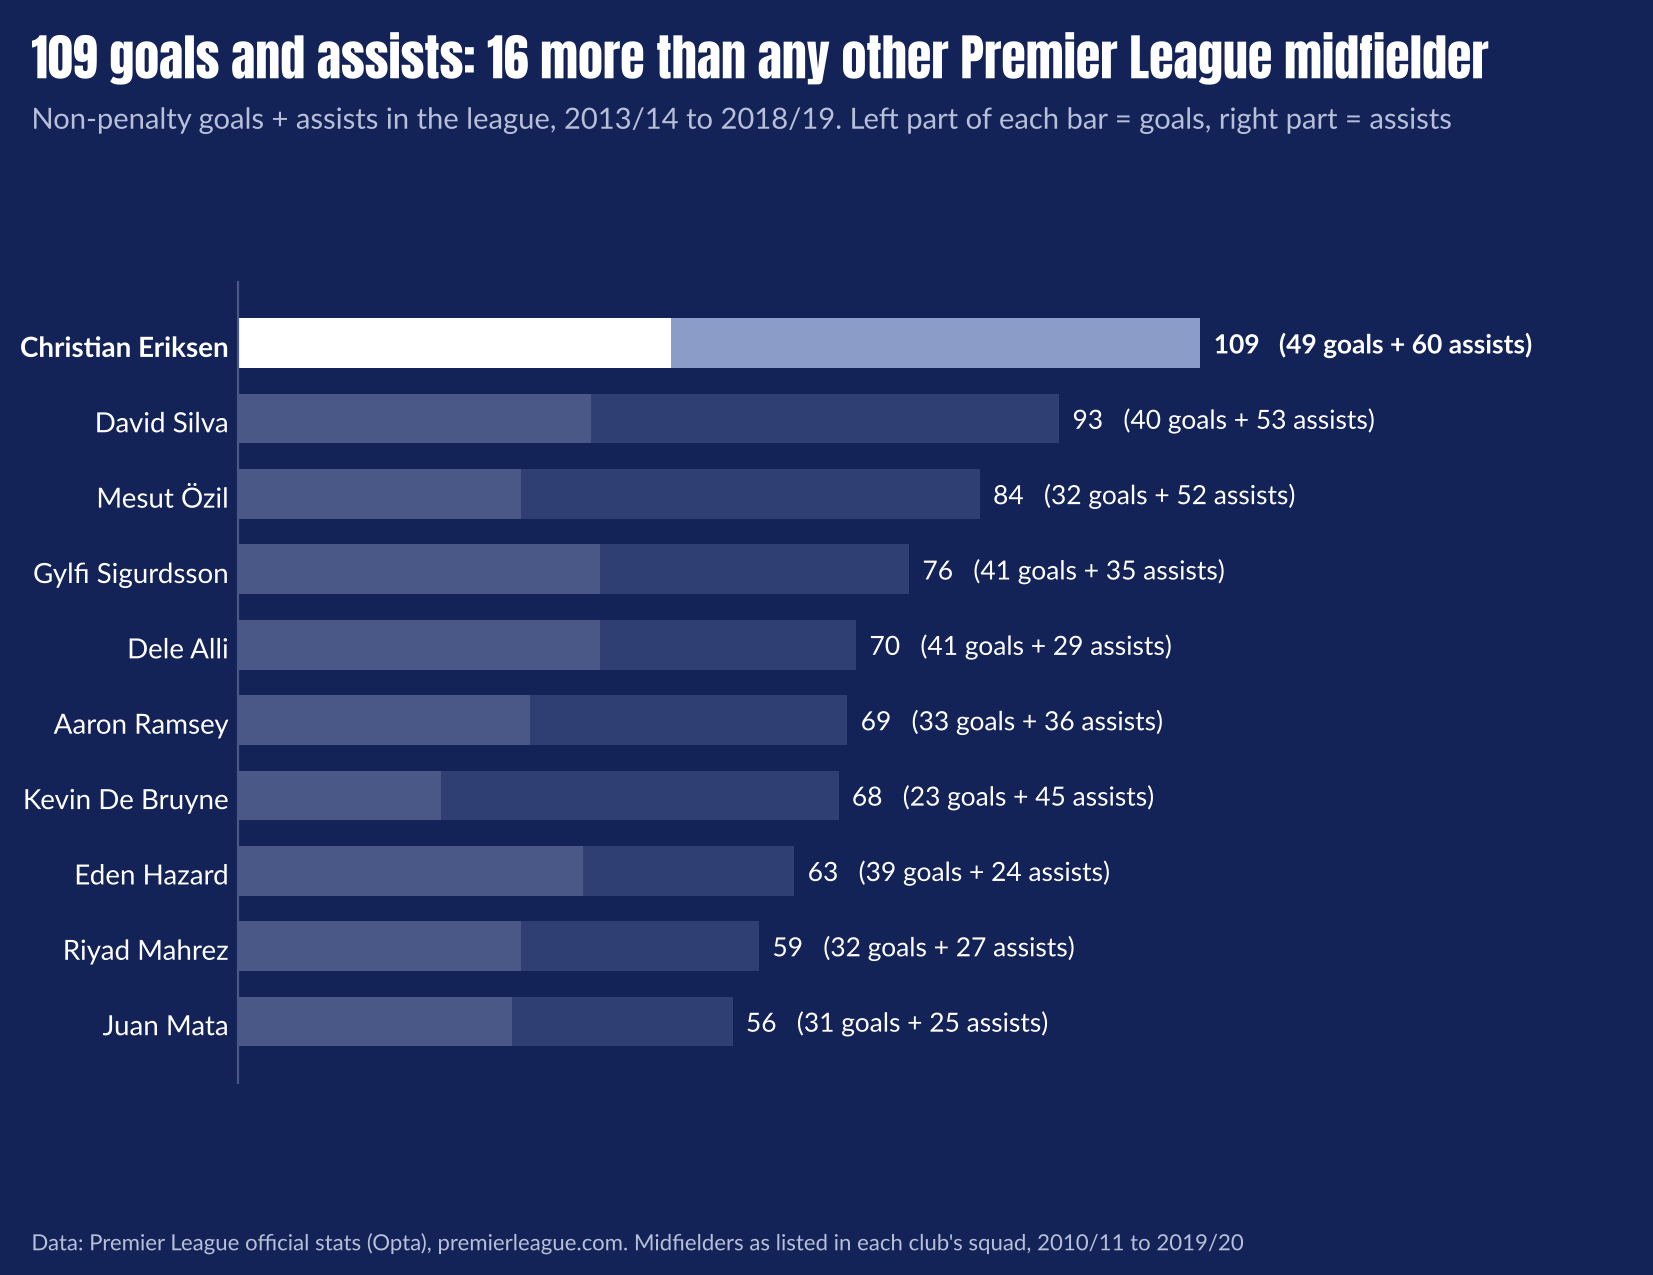 109 goals and assists: 16 more than any other Premier League midfielder
Non-penalty goals + assists in the league, 2013/14 to 2018/19. Left part of each bar = goals, right part = assists
Christian Eriksen 109 (49 goals + 60 assists)
David Silva 93 (40 goals + 53 assists)
Mesut Özil 84 (32 goals + 52 assists)
Gylfi Sigurdsson 76 (41 goals + 35 assists)
Dele Alli 70 (41 goals + 29 assists)
Aaron Ramsey 69 (33 goals + 36 assists)
Kevin De Bruyne 68 (23 goals + 45 assists)
Eden Hazard 63 (39 goals + 24 assists)
Riyad Mahrez 59 (32 goals + 27 assists)
Juan Mata 56 (31 goals + 25 assists)
Data: Premier League official stats (Opta), premierleague.com. Midfielders as listed in each club's squad, 2010/11 to 2019/20